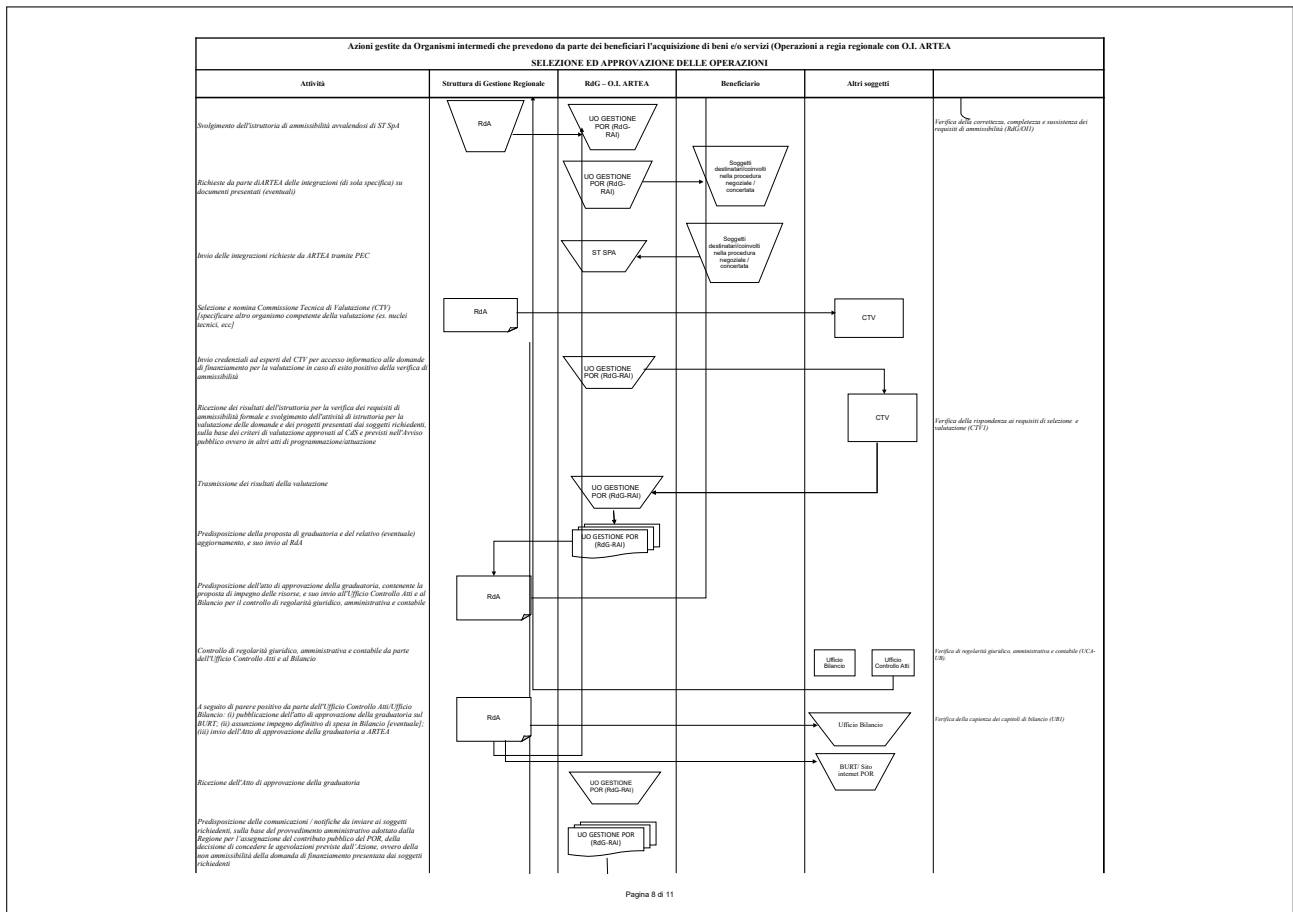 Azioni gestite da Organismi intermedi che prevedono da parte dei beneficiari l'acquisizione di beni e/o servizi (Operazioni a regia regionale con O.I. ARTEA
SELEZIONE ED APPROVAZIONE DELLE OPERAZIONI
Attività
Struttura di Gestione Regionale
RdG – O.I. ARTEA
Beneficiario
Altri soggetti
Svolgimento dell'istruttoria di ammissibilità avvalendosi di ST SpA
RdA
UO GESTIONE
POR (RdG-
RAI)
Verifica della correttezza, completezza e sussistenza dei
requisiti di ammissibilità (RdG/OI1)
Richieste da parte diARTEA delle integrazioni (di sola specifica) su
documenti presentati (eventuali)
UO GESTIONE
POR (RdG-
RAI)
Soggetti
destinatari/coinvolti
nella procedura
negoziale /
concertata
Invio delle integrazioni richieste da ARTEA tramite PEC
ST SPA
Soggetti
destinatari/coinvolti
nella procedura
negoziale /
concertata
Selezione e nomina Commissione Tecnica di Valutazione (CTV)
[specificare altro organismo competente della valutazione (es. nuclei
tecnici, ecc]
RdA
CTV
Invio credenziali ad esperti del CTV per accesso informatico alle domande
di finanziamento per la valutazione in caso di esito positivo della verifica di
ammissibilità
UO GESTIONE
POR (RdG-RAI)
Ricezione dei risultati dell'istruttoria per la verifica dei requisiti di
ammissibilità formale e svolgimento dell'attività di istruttoria per la
valutazione delle domande e dei progetti presentati dai soggetti richiedenti,
sulla base dei criteri di valutazione approvati al CdS e previsti nell'Avviso
pubblico ovvero in altri atti di programmazione/attuazione
CTV
Verifica della rispondenza ai requisiti di selezione e
valutazione (CTV1)
Trasmissione dei risultati della valutazione
UO GESTIONE
POR (RdG-RAI)
Predisposizione della proposta di graduatoria e del relativo (eventuale)
aggiornamento, e suo invio al RdA
UO GESTIONE POR
(RdG-RAI)
Predisposizione dell'atto di approvazione della graduatoria, contenente la
proposta di impegno delle risorse, e suo invio all'Ufficio Controllo Atti e al
Bilancio per il controllo di regolarità giuridico, amministrativa e contabile
RdA
Controllo di regolarità giuridico, amministrativa e contabile da parte
dell'Ufficio Controllo Atti e al Bilancio
Ufficio
Bilancio
Ufficio
Controllo Atti
Verifica di regolarità giuridico, amministrativa e contabile (UCA-
UB)
A seguito di parere positivo da parte dell'Ufficio Controllo Atti/Ufficio
Bilancio: (i) pubblicazione dell'atto di approvazione della graduatoria sul
BURT; (ii) assunzione impegno definitivo di spesa in Bilancio [eventuale];
(iii) invio dell'Atto di approvazione della graduatoria a ARTEA
RdA
Ufficio Bilancio
Verifica della capienza dei capitoli di bilancio (UB1)
BURT/ Sito
internet POR
Ricezione dell'Atto di approvazione della graduatoria
UO GESTIONE
POR (RdG-RAI)
Predisposizione delle comunicazioni / notifiche da inviare ai soggetti
richiedenti, sulla base del provvedimento amministrativo adottato dalla
Regione per l'assegnazione del contributo pubblico del POR, della
decisione di concedere le agevolazioni previste dall'Azione, ovvero della
non ammissibilità della domanda di finanziamento presentata dai soggetti
richiedenti
UO GESTIONE POR
(RdG-RAI)
Pagina 8 di 11